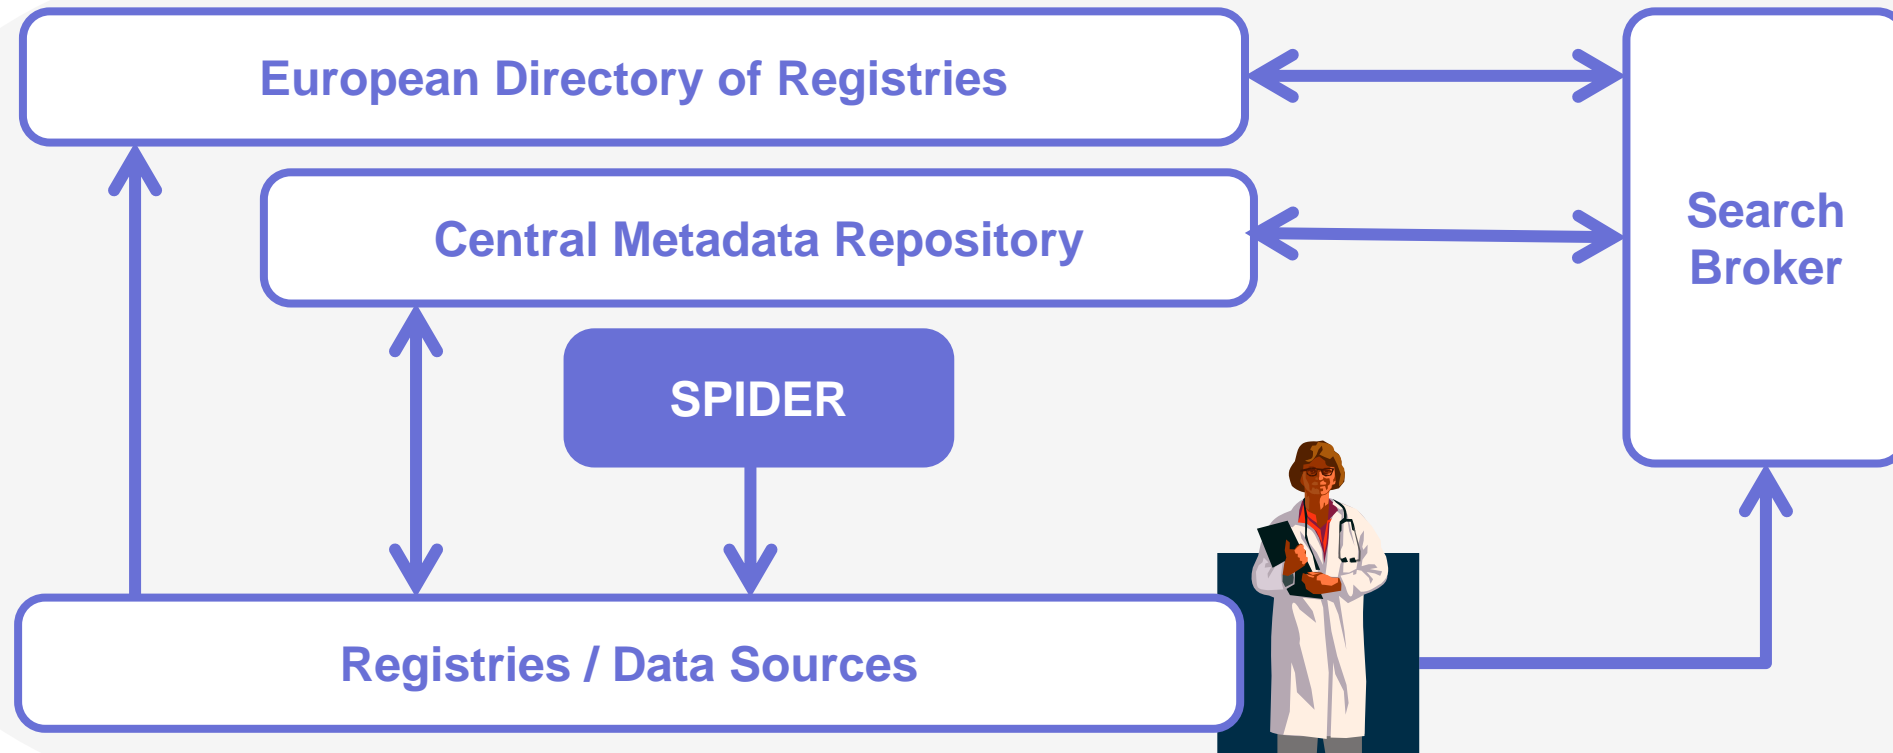 European Directory of Registries
Central Metadata Repository
Search
Broker
SPIDER
Registries / Data Sources